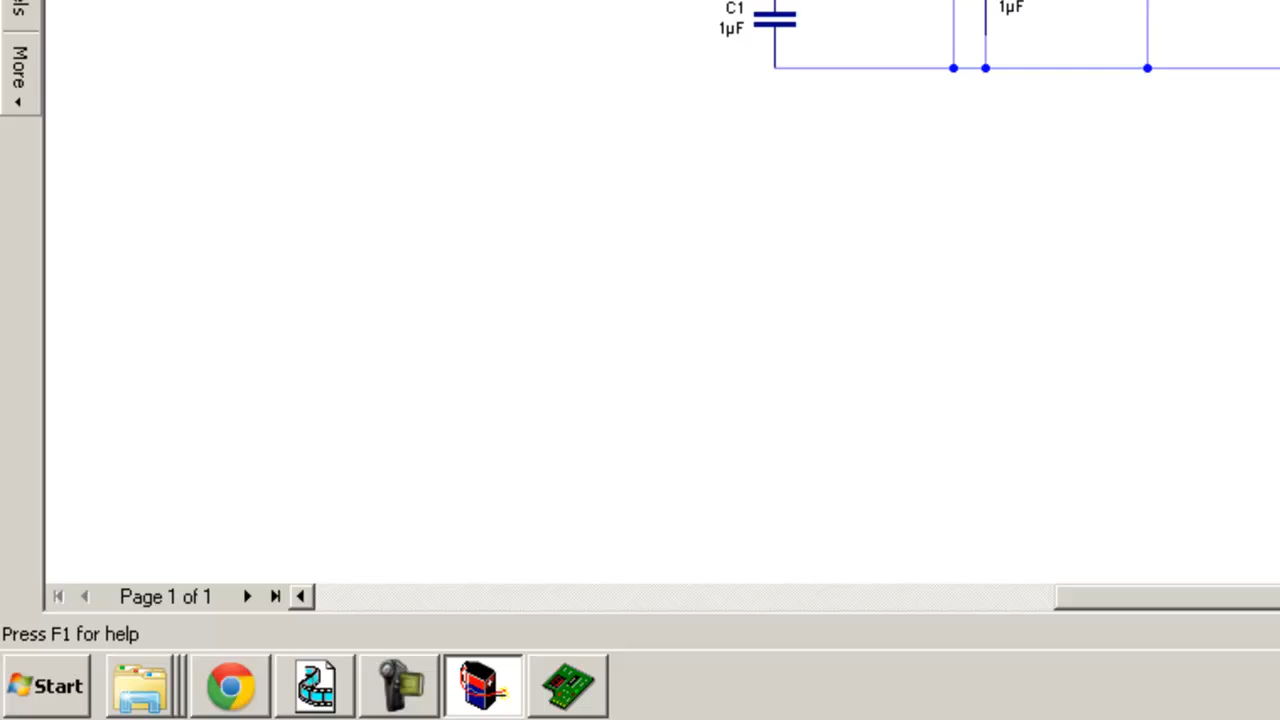 C1
1µF
1µF
More
Page 1 of 1
Press F1 for help
Start